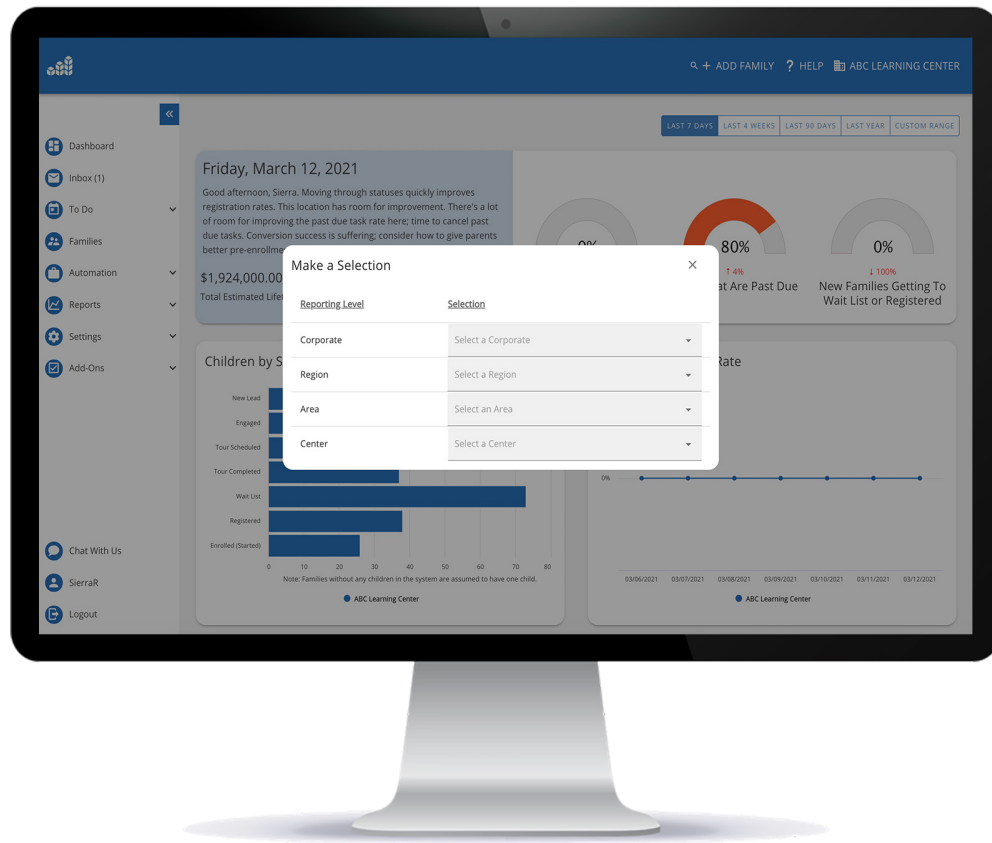 ADD FAMILY ? HELP ABC LEARNING CENTER
LAST 7 DAYS LAST 4 WEEKS LAST 90 DAYS LAST YEAR CUSTOM RANGE
Dashboard
Inbox (1)
To Do
Families
Automation
Reports
Settings
Add-Ons
Chat With Us
SierraR
Logout
Friday, March 12, 2021
Good afternoon, Sierra. Moving through statuses quickly improves
registration rates. This location has room for improvement. There's a lot
of room for improving the past due task rate here; time to cancel past
due tasks. Conversion success is suffering; consider how to give parents
better pre-enrollme
$1,924,000.00
Total Estimated Lifet
0%
80%
↑ 4%
at Are Past Due
0%
↓ 100%
New Families Getting To
Wait List or Registered
Make a Selection
Reporting Level Selection
Corporate Select a Corporate
Region Select a Region
Area Select an Area
Center Select a Center
Children by S
New Lead
Engaged
Tour Scheduled
Tour Completed
Wait List
Registered
Enrolled (Started)
0 10 20 30 40 50 60 70 80
Note: Families without any children in the system are assumed to have one child.
ABC Learning Center
Rate
0%
03/06/2021 03/07/2021 03/08/2021 03/09/2021 03/10/2021 03/11/2021 03/12/2021
ABC Learning Center